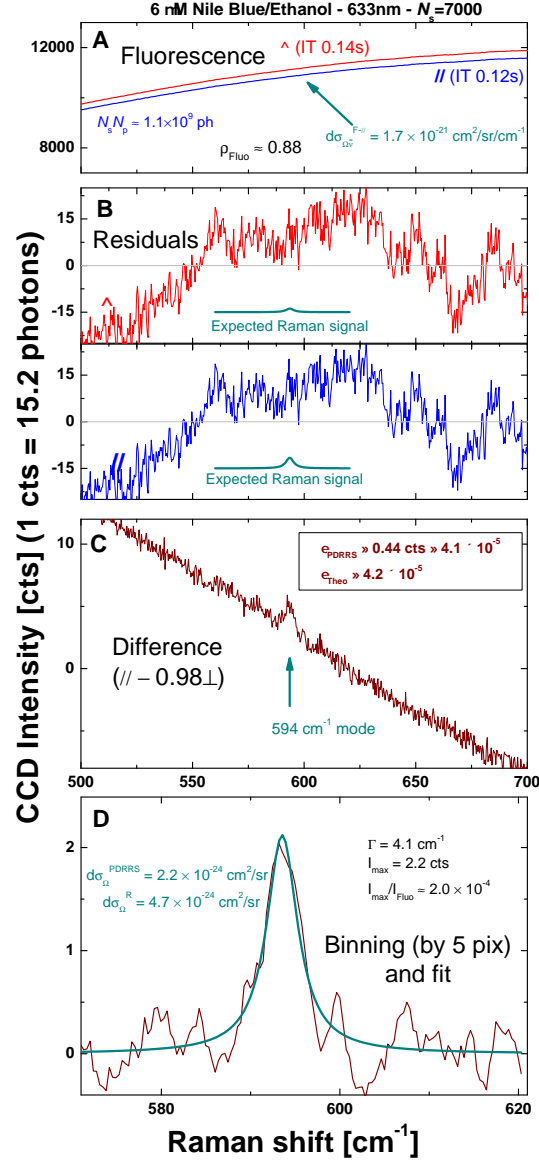 6 mM Nile Blue/Ethanol - 633nm - Ns=7000
A
Fluorescence
^ (IT 0.14s)
// (IT 0.12s)
NsNp ≈ 1.1×10⁹ ph
ρFluo ≈ 0.88
dσΩν̃ F-// = 1.7 × 10⁻²¹ cm²/sr/cm⁻¹
12000
8000
B
Residuals
^
Expected Raman signal
15
0
-15
//
Expected Raman signal
15
0
-15
C
ePDRRS » 0.44 cts » 4.1 ´ 10⁻⁵
eTheo » 4.2 ´ 10⁻⁵
Difference
(// − 0.98⊥)
594 cm⁻¹ mode
10
0
500
550
600
650
700
CCD Intensity [cts] (1 cts = 15.2 photons)
D
dσΩ PDRRS = 2.2 × 10⁻²⁴ cm²/sr
dσΩ R = 4.7 × 10⁻²⁴ cm²/sr
Γ = 4.1 cm⁻¹
Imax = 2.2 cts
Imax/IFluo ≈ 2.0 × 10⁻⁴
Binning (by 5 pix)
and fit
2
1
0
580
600
620
Raman shift [cm⁻¹]